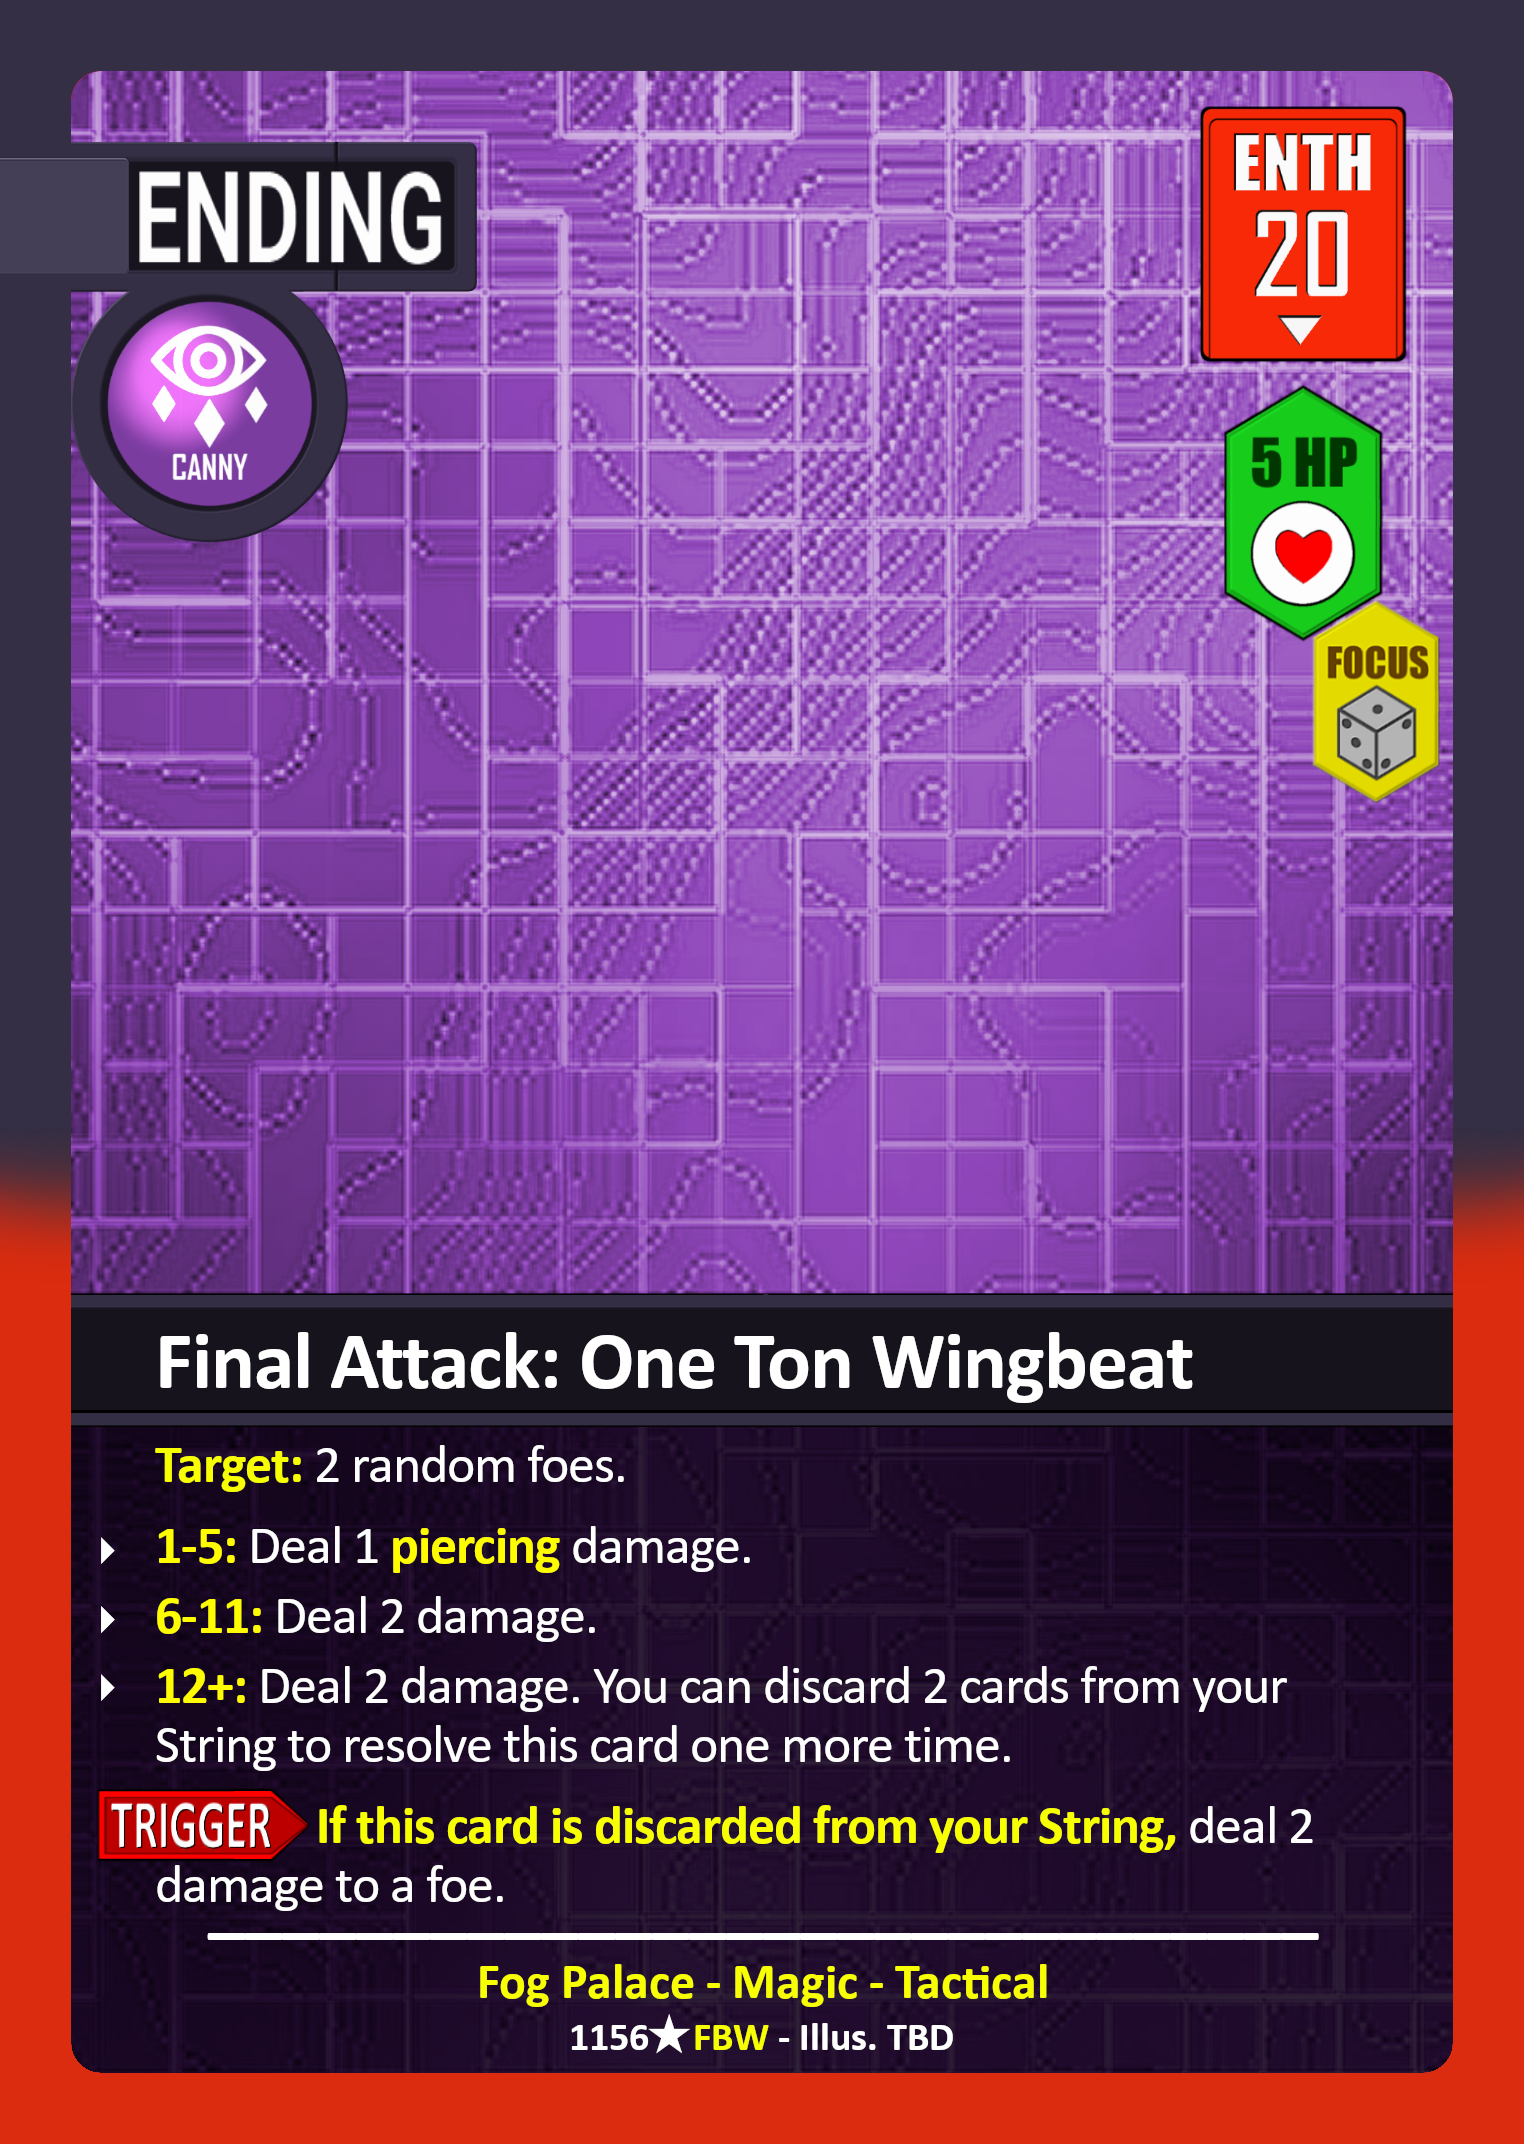 ENDING
ENTH
20
CANNY
5 HP
FOCUS
Final Attack: One Ton Wingbeat
Target: 2 random foes.
1-5: Deal 1 piercing damage.
6-11: Deal 2 damage.
12+: Deal 2 damage. You can discard 2 cards from your
String to resolve this card one more time.
TRIGGER If this card is discarded from your String, deal 2
damage to a foe.
Fog Palace - Magic - Tactical
1156★FBW - Illus. TBD